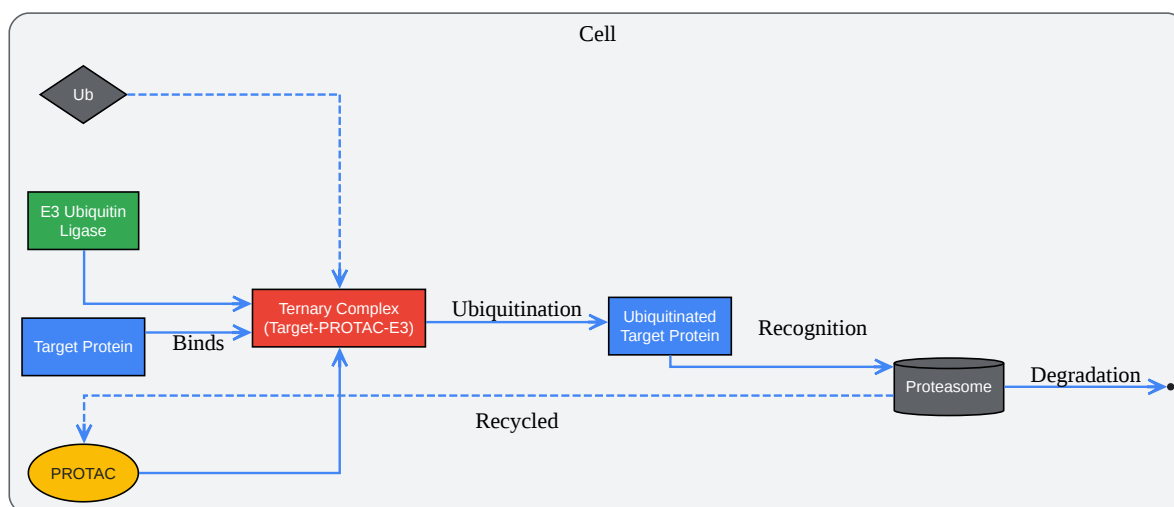 Cell
Ub
E3 Ubiquitin
Ligase
Ternary Complex
(Target-PROTAC-E3)
Ubiquitination
Ubiquitinated
Target Protein
Recognition
Target Protein
Binds
Proteasome
Degradation
Recycled
PROTAC